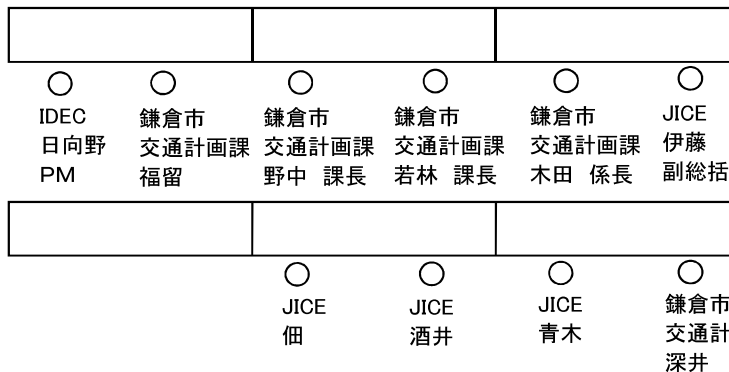 IDEC
日向野
PM
鎌倉市
交通計画課
福留
鎌倉市
交通計画課
野中　課長
鎌倉市
交通計画課
若林　課長
鎌倉市
交通計画課
木田　係長
JICE
伊藤
副総括
JICE
佃
JICE
酒井
JICE
青木
鎌倉市
交通計
深井